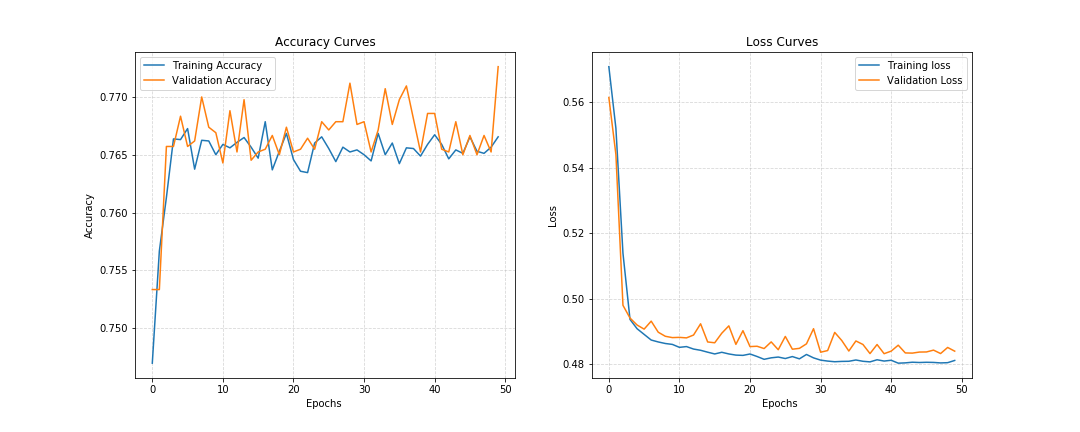 Accuracy Curves
Training Accuracy
Validation Accuracy
0.770
0.765
0.760
0.755
0.750
Accuracy
0 10 20 30 40 50
Epochs
Loss Curves
Training loss
Validation Loss
0.56
0.54
0.52
0.50
0.48
Loss
0 10 20 30 40 50
Epochs